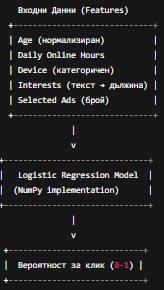 Входни Данни (Features)
+---------------------------+
| Age (нормализиран) |
| Daily Online Hours |
| Device (категоричен) |
| Interests (текст → дължина) |
| Selected Ads (брой) |
+---------------------------+
|
v
+---------------------------+
| Logistic Regression Model |
| (NumPy implementation) |
+---------------------------+
|
v
+---------------------------+
| Вероятност за клик (0-1) |
+---------------------------+